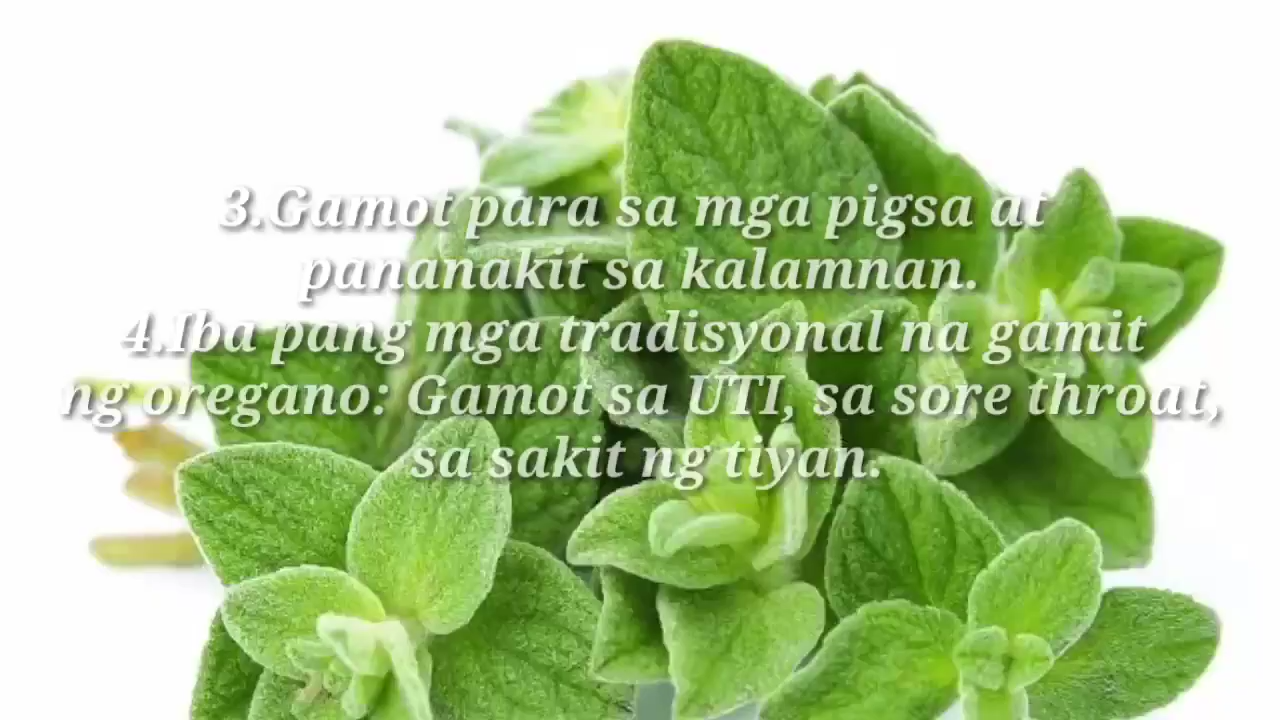 3.Gamot para sa mga pigsa at
pananakit sa kalamnan.
4.Iba pang mga tradisyonal na gamit
ng oregano: Gamot sa UTI, sa sore throat,
sa sakit ng tiyan.